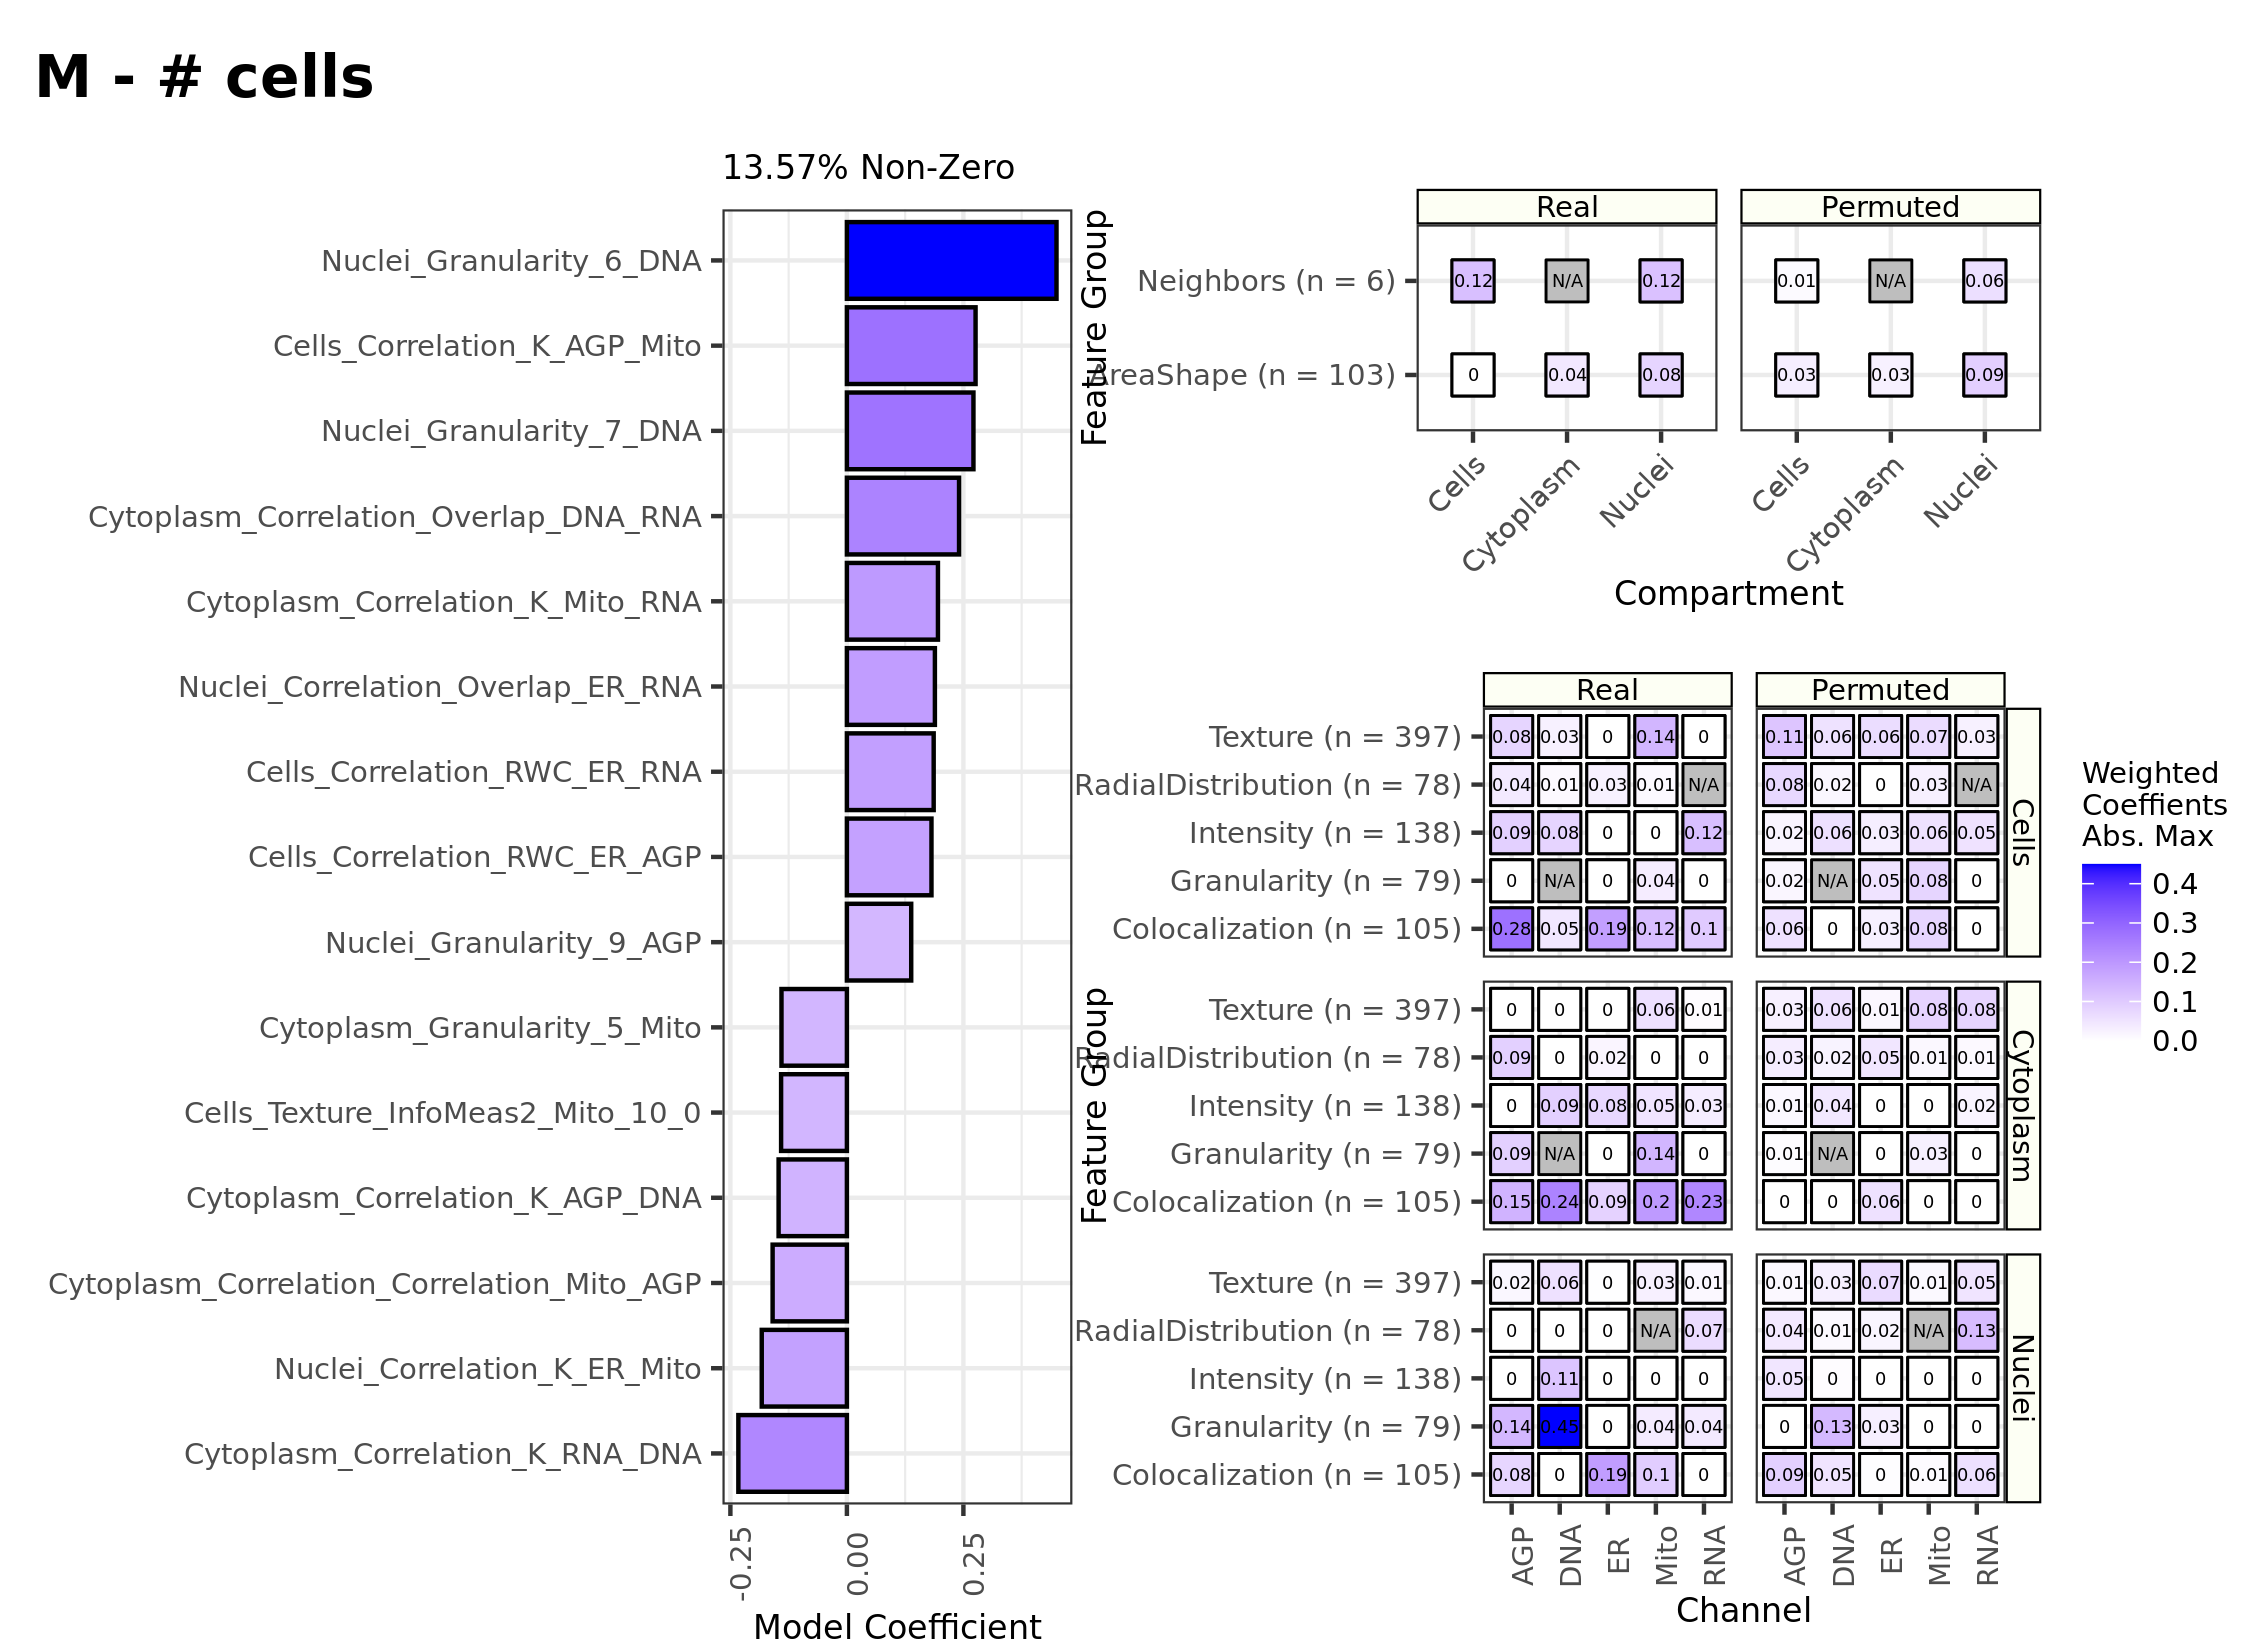 M - # cells
13.57% Non-Zero
Nuclei_Granularity_6_DNA
Cells_Correlation_K_AGP_Mito
Nuclei_Granularity_7_DNA
Cytoplasm_Correlation_Overlap_DNA_RNA
Cytoplasm_Correlation_K_Mito_RNA
Nuclei_Correlation_Overlap_ER_RNA
Cells_Correlation_RWC_ER_RNA
Cells_Correlation_RWC_ER_AGP
Nuclei_Granularity_9_AGP
Cytoplasm_Granularity_5_Mito
Cells_Texture_InfoMeas2_Mito_10_0
Cytoplasm_Correlation_K_AGP_DNA
Cytoplasm_Correlation_Correlation_Mito_AGP
Nuclei_Correlation_K_ER_Mito
Cytoplasm_Correlation_K_RNA_DNA
-0.25 0.00 0.25
Model Coefficient
Feature Group
Real Permuted
Neighbors (n = 6) 0.12 N/A 0.12 0.01 N/A 0.06
AreaShape (n = 103) 0 0.04 0.08 0.03 0.03 0.09
Cells Cytoplasm Nuclei Cells Cytoplasm Nuclei
Compartment
Feature Group
Real Permuted
Texture (n = 397) 0.08 0.03 0 0.14 0 0.11 0.06 0.06 0.07 0.03
RadialDistribution (n = 78) 0.04 0.01 0.03 0.01 N/A 0.08 0.02 0 0.03 N/A
Intensity (n = 138) 0.09 0.08 0 0 0.12 0.02 0.06 0.03 0.06 0.05
Granularity (n = 79) 0 N/A 0 0.04 0 0.02 N/A 0.05 0.08 0
Colocalization (n = 105) 0.28 0.05 0.19 0.12 0.1 0.06 0 0.03 0.08 0
Cells
Texture (n = 397) 0 0 0 0.06 0.01 0.03 0.06 0.01 0.08 0.08
RadialDistribution (n = 78) 0.09 0 0.02 0 0 0.03 0.02 0.05 0.01 0.01
Intensity (n = 138) 0 0.09 0.08 0.05 0.03 0.01 0.04 0 0 0.02
Granularity (n = 79) 0.09 N/A 0 0.14 0 0.01 N/A 0 0.03 0
Colocalization (n = 105) 0.15 0.24 0.09 0.2 0.23 0 0 0.06 0 0
Cytoplasm
Texture (n = 397) 0.02 0.06 0 0.03 0.01 0.01 0.03 0.07 0.01 0.05
RadialDistribution (n = 78) 0 0 0 N/A 0.07 0.04 0.01 0.02 N/A 0.13
Intensity (n = 138) 0 0.11 0 0 0 0.05 0 0 0 0
Granularity (n = 79) 0.14 0.45 0 0.04 0.04 0 0.13 0.03 0 0
Colocalization (n = 105) 0.08 0 0.19 0.1 0 0.09 0.05 0 0.01 0.06
Nuclei
AGP DNA ER Mito RNA AGP DNA ER Mito RNA
Channel
Weighted
Coeffients
Abs. Max
0.4
0.3
0.2
0.1
0.0